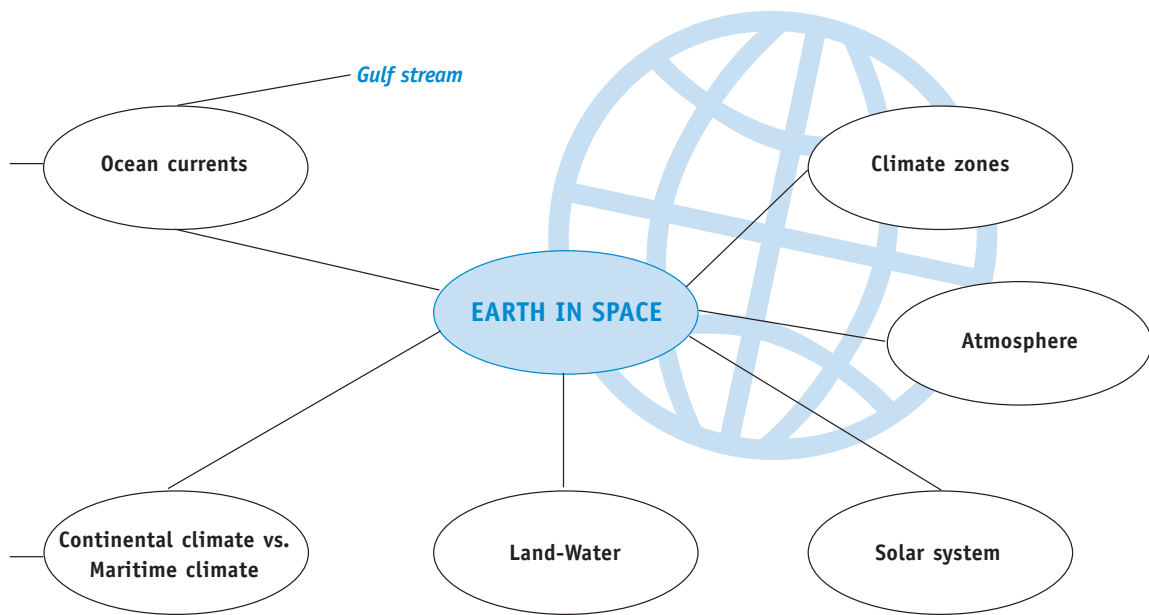 Gulf stream
Ocean currents
Climate zones
EARTH IN SPACE
Atmosphere
Continental climate vs.
Maritime climate
Land-Water
Solar system